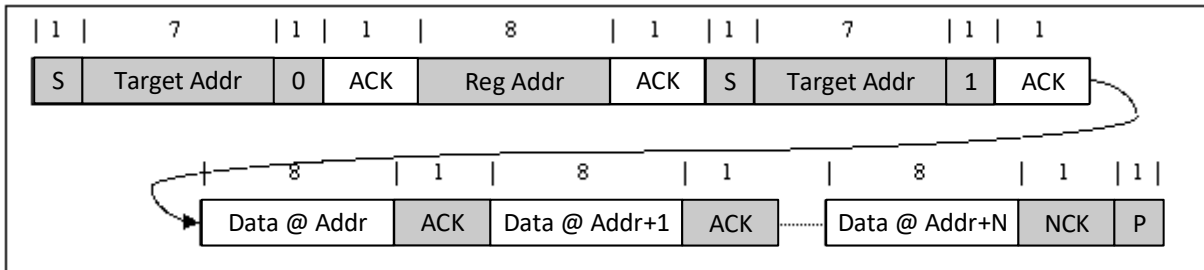 | 1 | 7 | 1 | 1 | 8 | 1 | 1 | 7 | 1 | 1
S Target Addr 0 ACK Reg Addr ACK S Target Addr 1 ACK
| 8 | 1 | 8 | 1 | 8 | 1 | 1 |
Data @ Addr ACK Data @ Addr+1 ACK Data @ Addr+N NCK P